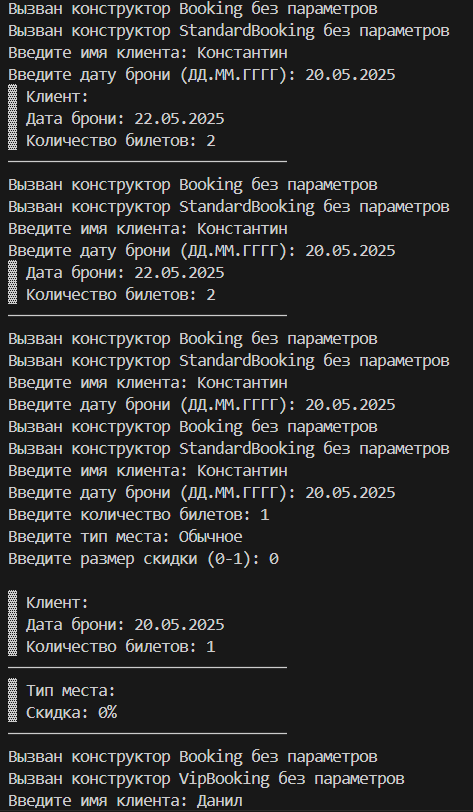 Вызван конструктор Booking без параметров
Вызван конструктор StandardBooking без параметров
Введите имя клиента: Константин
Введите дату брони (ДД.ММ.ГГГГ): 20.05.2025
▒ Клиент:
▒ Дата брони: 22.05.2025
▒ Количество билетов: 2
───────────────────────────────
Вызван конструктор Booking без параметров
Вызван конструктор StandardBooking без параметров
Введите имя клиента: Константин
Введите дату брони (ДД.ММ.ГГГГ): 20.05.2025
▒ Дата брони: 22.05.2025
▒ Количество билетов: 2
───────────────────────────────
Вызван конструктор Booking без параметров
Вызван конструктор StandardBooking без параметров
Введите имя клиента: Константин
Введите дату брони (ДД.ММ.ГГГГ): 20.05.2025
Вызван конструктор Booking без параметров
Вызван конструктор StandardBooking без параметров
Введите имя клиента: Константин
Введите дату брони (ДД.ММ.ГГГГ): 20.05.2025
Введите количество билетов: 1
Введите тип места: Обычное
Введите размер скидки (0-1): 0
▒ Клиент:
▒ Дата брони: 20.05.2025
▒ Количество билетов: 1
───────────────────────────────
▒ Тип места:
▒ Скидка: 0%
───────────────────────────────
Вызван конструктор Booking без параметров
Вызван конструктор VipBooking без параметров
Введите имя клиента: Данил